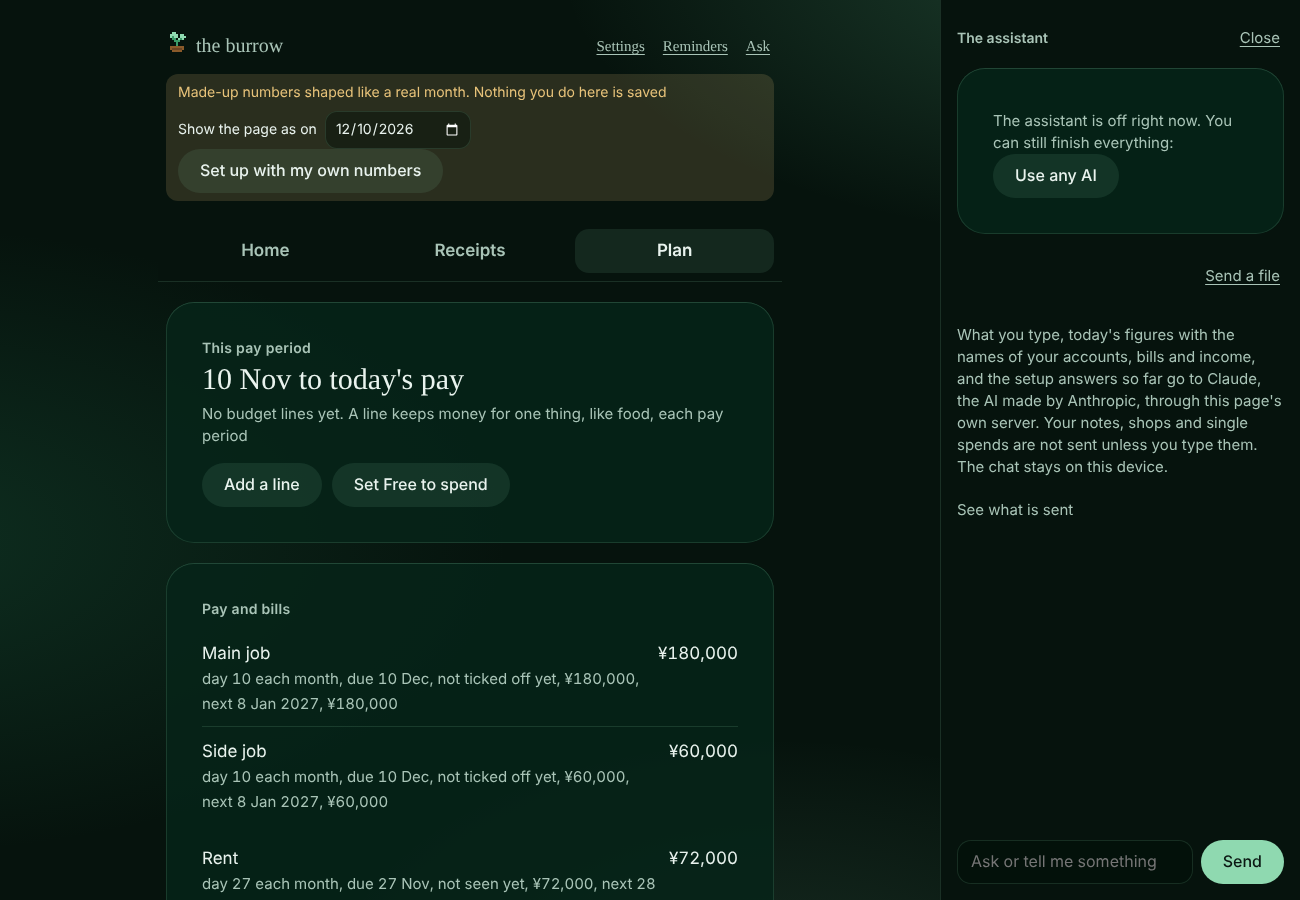 the burrow
Settings
Reminders
Ask
Made-up numbers shaped like a real month. Nothing you do here is saved
Show the page as on
12/10/2026
Set up with my own numbers
Home
Receipts
Plan
This pay period
10 Nov to today's pay
No budget lines yet. A line keeps money for one thing, like food, each pay
period
Add a line
Set Free to spend
Pay and bills
Main job
¥180,000
day 10 each month, due 10 Dec, not ticked off yet, ¥180,000,
next 8 Jan 2027, ¥180,000
Side job
¥60,000
day 10 each month, due 10 Dec, not ticked off yet, ¥60,000,
next 8 Jan 2027, ¥60,000
Rent
¥72,000
day 27 each month, due 27 Nov, not seen yet, ¥72,000, next 28
The assistant
Close
The assistant is off right now. You
can still finish everything:
Use any AI
Send a file
What you type, today's figures with the
names of your accounts, bills and income,
and the setup answers so far go to Claude,
the AI made by Anthropic, through this page's
own server. Your notes, shops and single
spends are not sent unless you type them.
The chat stays on this device.
See what is sent
Ask or tell me something
Send